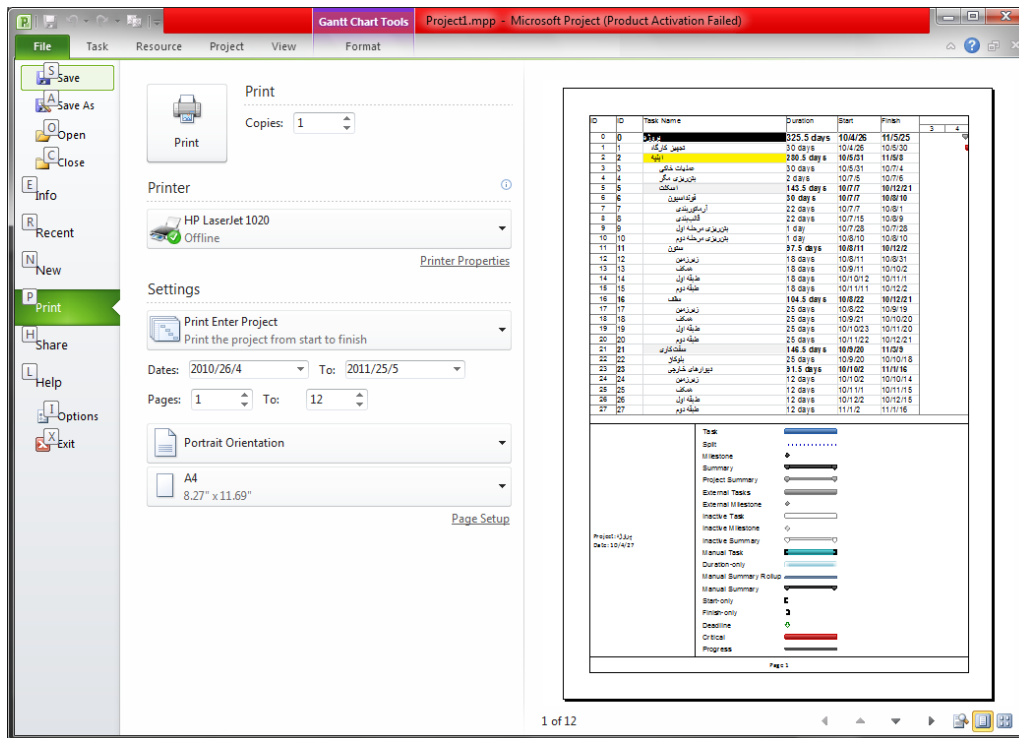 Gantt Chart Tools
Project1.mpp - Microsoft Project (Product Activation Failed)
File Task Resource Project View Format
S Save
A Save As
O Open
C Close
E Info
R Recent
N New
P Print
H Share
L Help
I Options
X Exit
Print
Print
Copies: 1
Printer
HP LaserJet 1020
Offline
Printer Properties
Settings
Print Enter Project
Print the project from start to finish
Dates: 2010/26/4 To: 2011/25/5
Pages: 1 To: 12
Portrait Orientation
A4
8.27" x 11.69"
Page Setup
ID ID Task Name Duration Start Finish 3 4
0 0 پروژه 325.5 days 10/4/26 11/5/25
1 1 تجهیز کارگاه 30 days 10/4/26 10/5/30
2 2 ابنیه 280.5 days 10/5/31 11/5/8
3 3 عملیات خاکی 30 days 10/5/31 10/7/4
4 4 بتن‌ریزی مگر 2 days 10/7/5 10/7/6
5 5 اسکلت 143.5 days 10/7/7 10/12/21
6 6 فونداسیون 30 days 10/7/7 10/8/10
7 7 آرماتوربندی 22 days 10/7/7 10/8/1
8 8 قالب‌بندی 22 days 10/7/15 10/8/9
9 9 بتن‌ریزی مرحله اول 1 day 10/7/28 10/7/28
10 10 بتن‌ریزی مرحله دوم 1 day 10/8/10 10/8/10
11 11 ستون 97.5 days 10/8/11 10/12/2
12 12 زیرزمین 18 days 10/8/11 10/8/31
13 13 همکف 18 days 10/9/11 10/10/2
14 14 طبقه اول 18 days 10/10/12 10/11/1
15 15 طبقه دوم 18 days 10/11/11 10/12/2
16 16 سقف 104.5 days 10/8/22 10/12/21
17 17 زیرزمین 25 days 10/8/22 10/9/19
18 18 همکف 25 days 10/9/21 10/10/20
19 19 طبقه اول 25 days 10/10/23 10/11/20
20 20 طبقه دوم 25 days 10/11/22 10/12/21
21 21 سفت‌کاری 146.5 days 10/9/20 11/3/9
22 22 بلوکاژ 25 days 10/9/20 10/10/18
23 23 دیوارهای خارجی 91.5 days 10/10/2 11/1/16
24 24 زیرزمین 12 days 10/10/2 10/10/14
25 25 همکف 12 days 10/11/1 10/11/15
26 26 طبقه اول 12 days 10/12/2 10/12/15
27 27 طبقه دوم 12 days 11/1/2 11/1/16
Project: پروژه
Date: 10/4/27
Task
Split
Milestone
Summary
Project Summary
External Tasks
External Milestone
Inactive Task
Inactive Milestone
Inactive Summary
Manual Task
Duration-only
Manual Summary Rollup
Manual Summary
Start-only
Finish-only
Deadline
Critical
Progress
Page 1
1 of 12